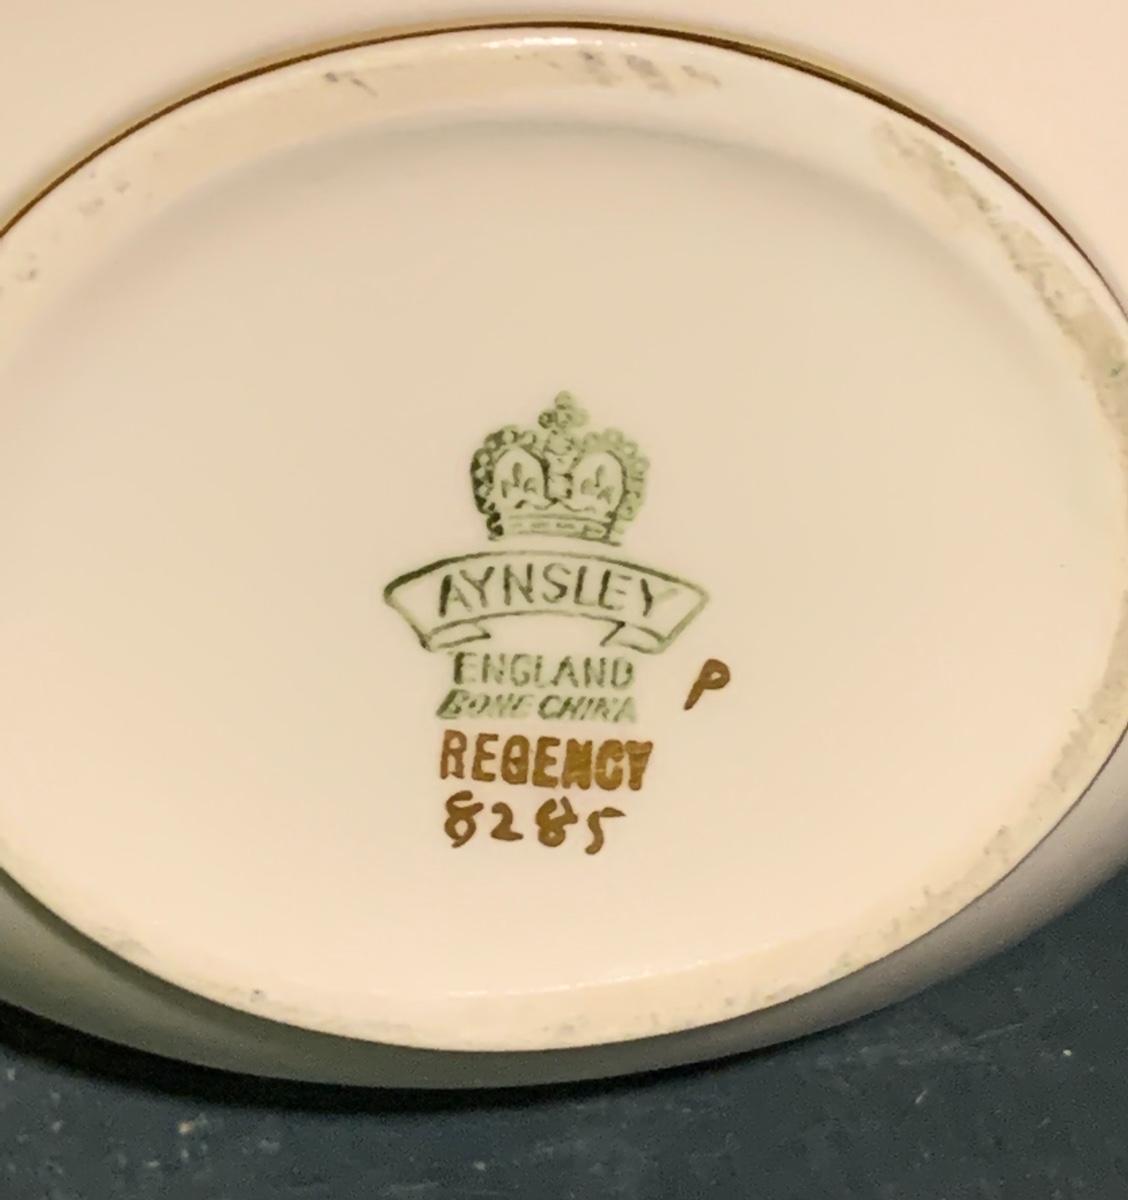 AYNSLEY
ENGLAND
BONE CHINA
P
REGENCY
8285